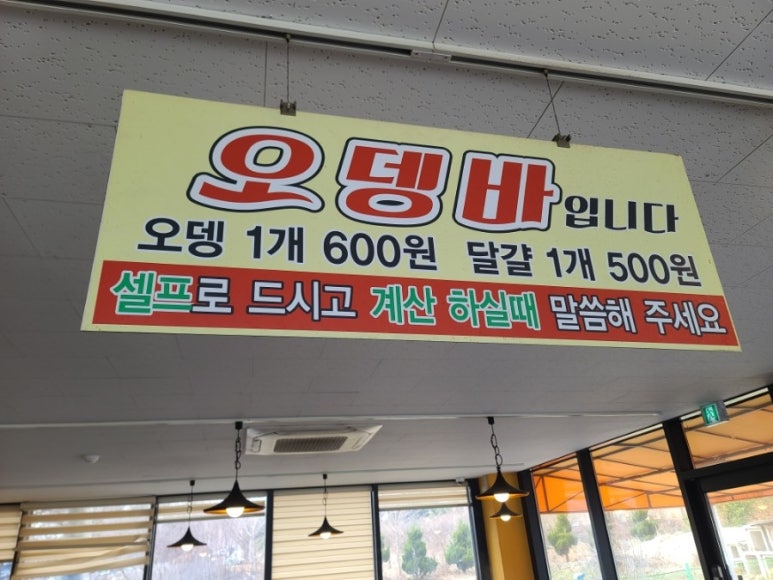 오뎅바입니다
오뎅 1개 600원 달걀 1개 500원
셀프로 드시고 계산 하실때 말씀해 주세요